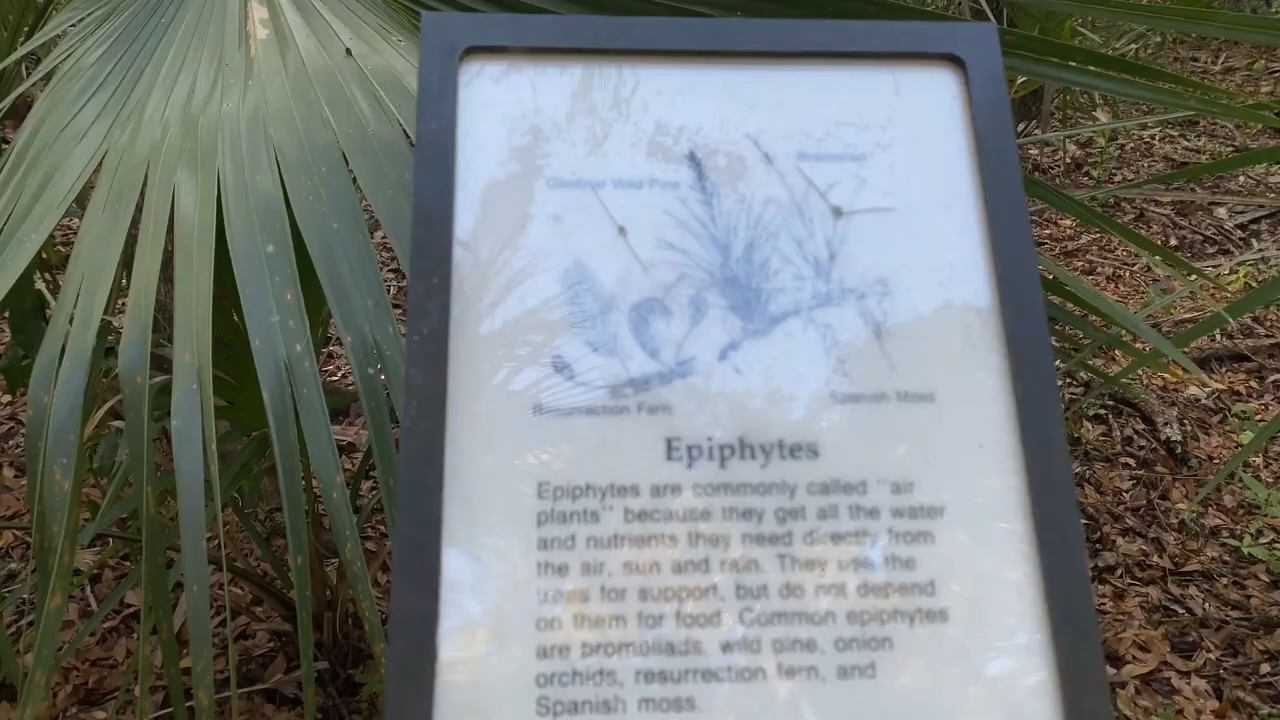 Wild Pine
Resurrection Fern
Spanish Moss
Epiphytes
Epiphytes are commonly called "air
plants" because they get all the water
and nutrients they need directly from
the air, sun and rain. They use the
trees for support, but do not depend
on them for food. Common epiphytes
are bromeliads, wild pine, onion
orchids, resurrection fern, and
Spanish moss.